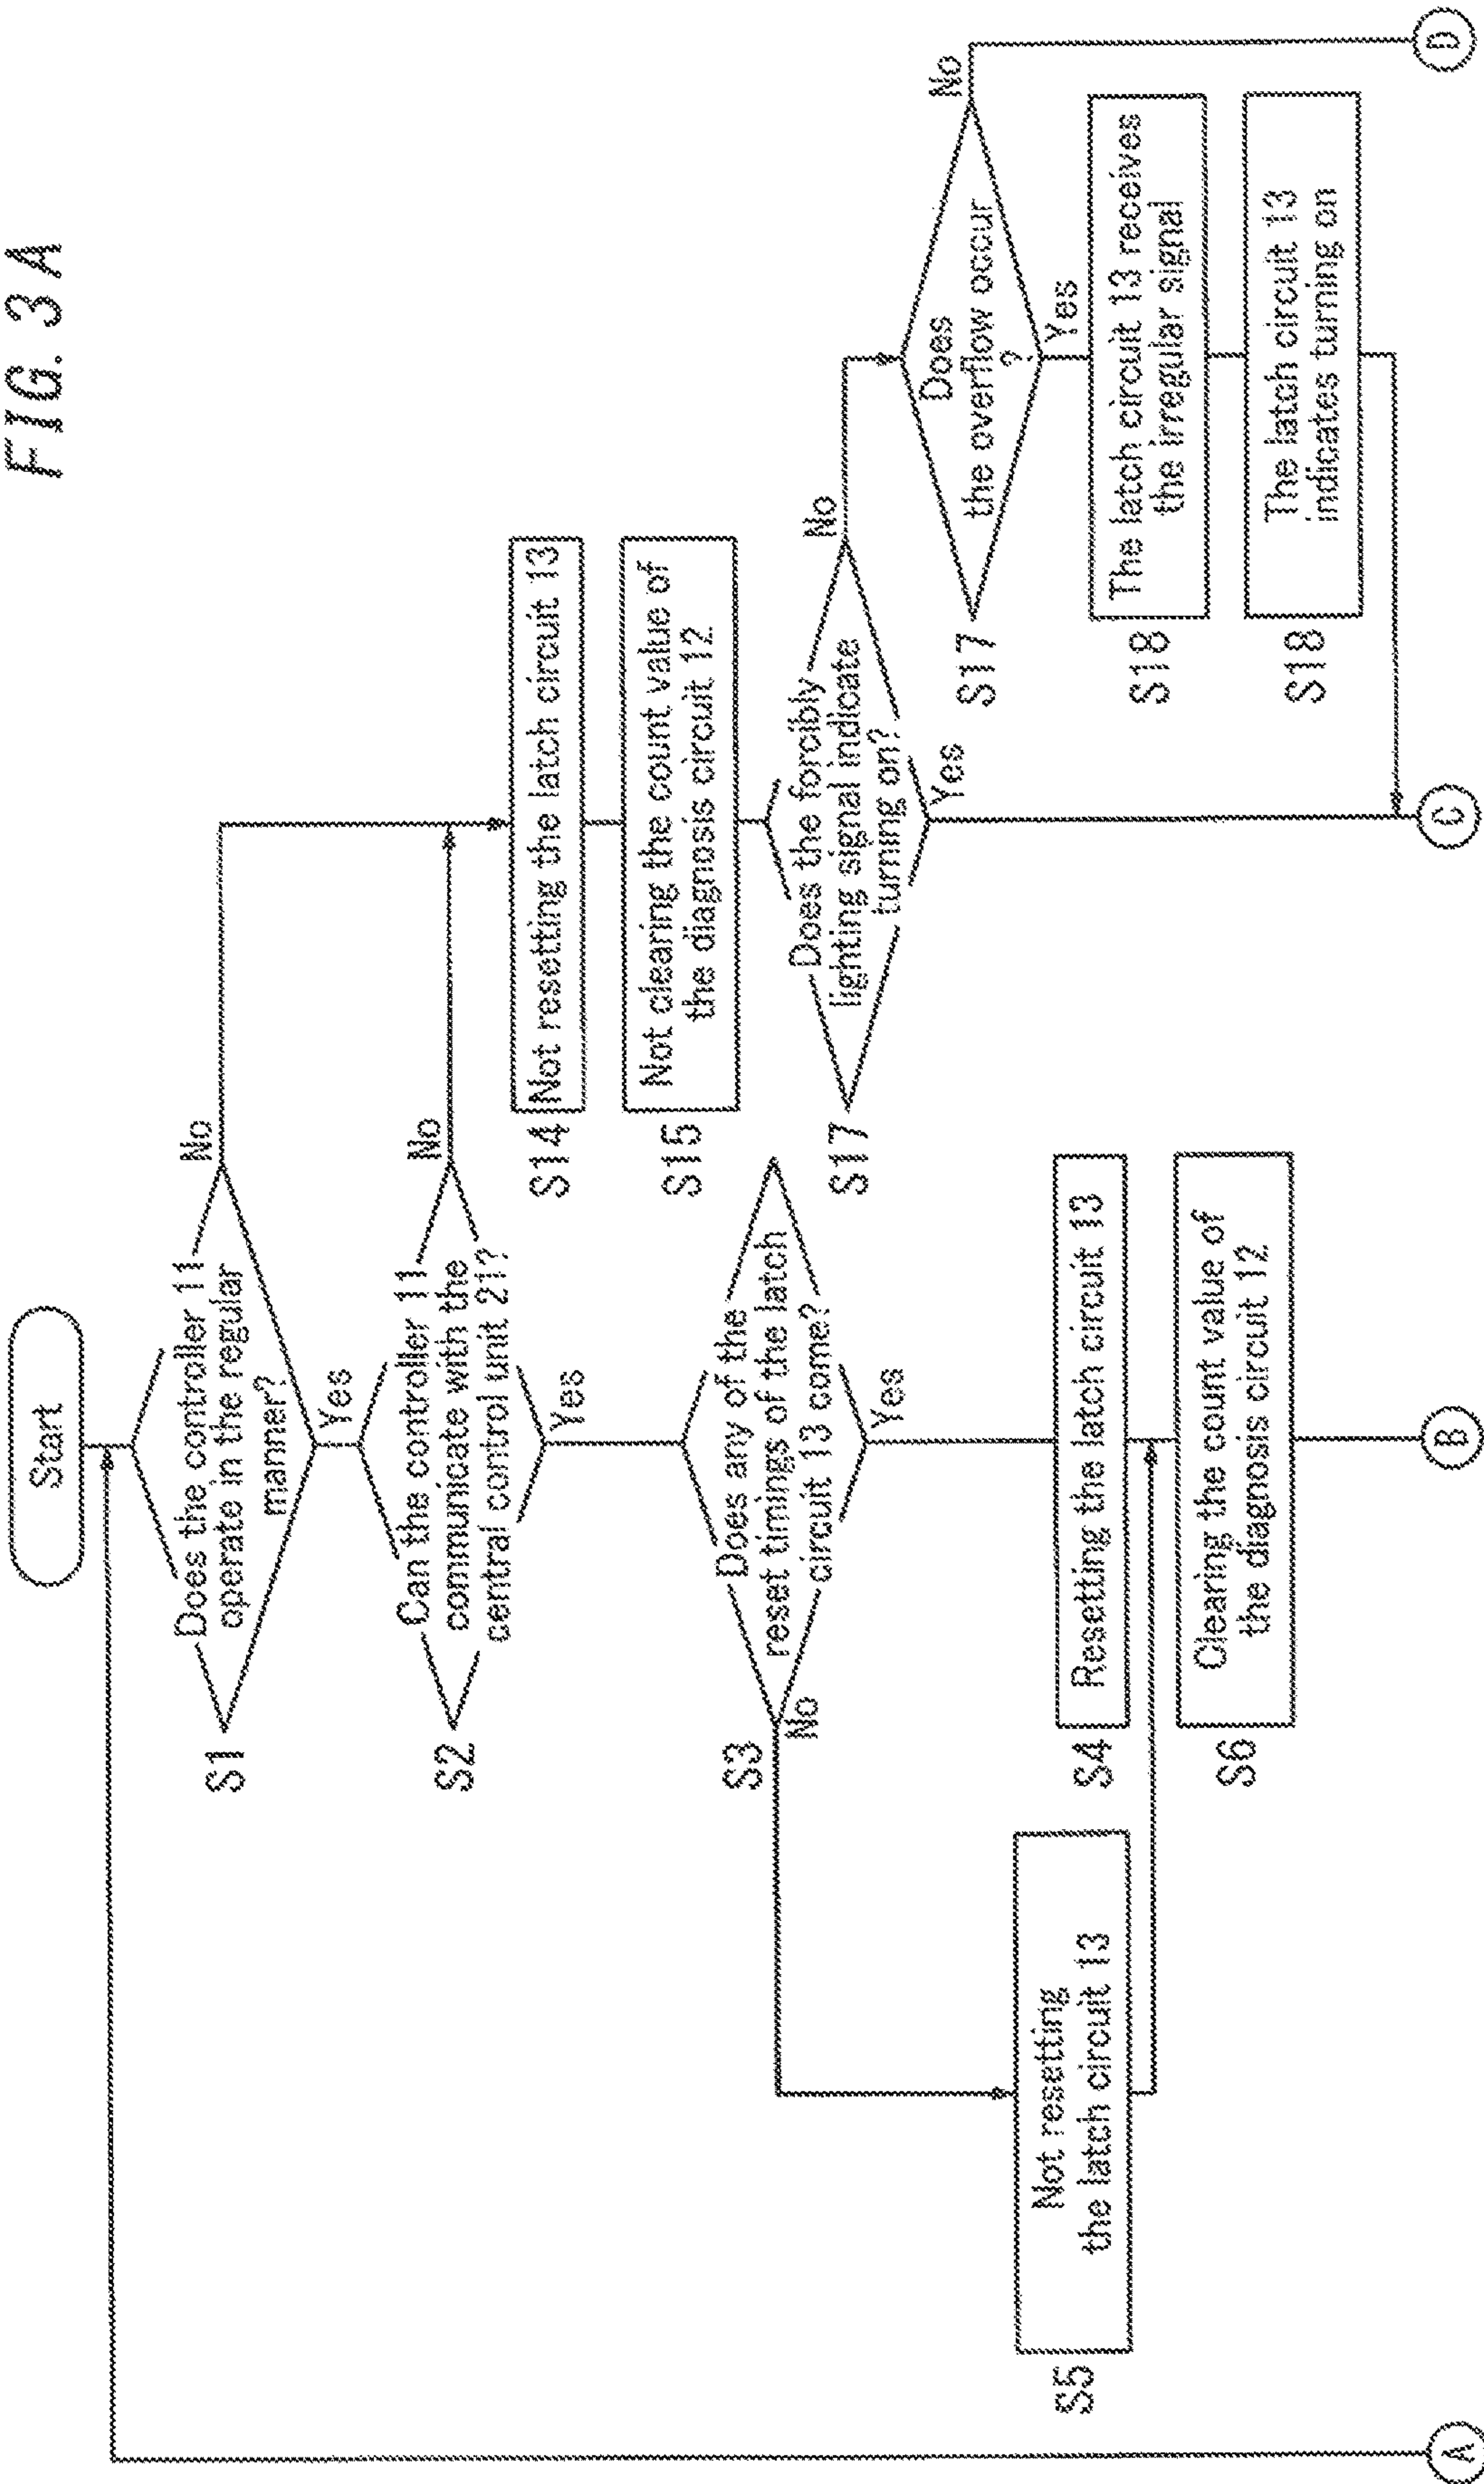 FIG. 3A
Start
S1
Does the controller 11
operate in the regular
manner?
No
Yes
S2
Can the controller 11
communicate with the
central control unit 21?
No
Yes
S3
Does any of the
reset timings of the latch
circuit 13 come?
No
Yes
S5
Not resetting
the latch circuit 13
S4
Resetting the latch circuit 13
S6
Clearing the count value of
the diagnosis circuit 12
S14
Not resetting the latch circuit 13
S15
Not clearing the count value of
the diagnosis circuit 12
S17
Does the forcibly
lighting signal indicate
turning on?
No
Yes
S17
Does
the overflow occur
?
No
Yes
S18
The latch circuit 13 receives
the irregular signal
S18
The latch circuit 13
indicates turning on
A
B
C
D